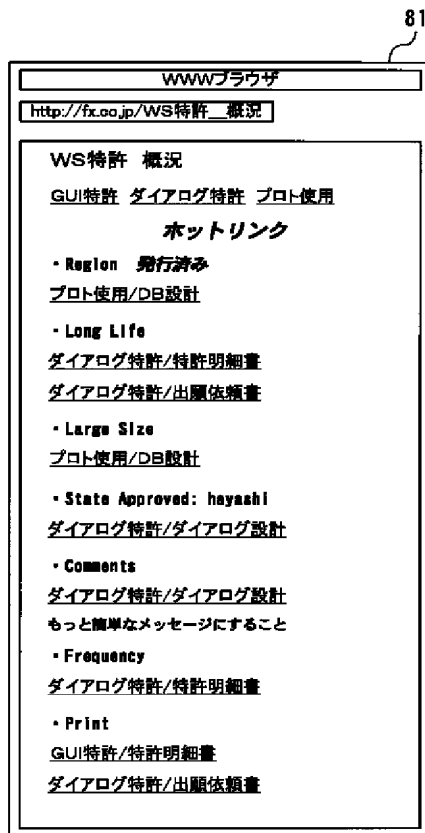 81
WWWブラウザ
http://fx.co.jp/WS特許__概況
WS特許 概況
GUI特許 ダイアログ特許 プロト使用
ホットリンク
・Region 発行済み
プロト使用/DB設計
・Long Life
ダイアログ特許/特許明細書
ダイアログ特許/出願依頼書
・Large Size
プロト使用/DB設計
・State Approved: hayashi
ダイアログ特許/ダイアログ設計
・Comments
ダイアログ特許/ダイアログ設計
もっと簡単なメッセージにすること
・Frequency
ダイアログ特許/特許明細書
・Print
GUI特許/特許明細書
ダイアログ特許/出願依頼書